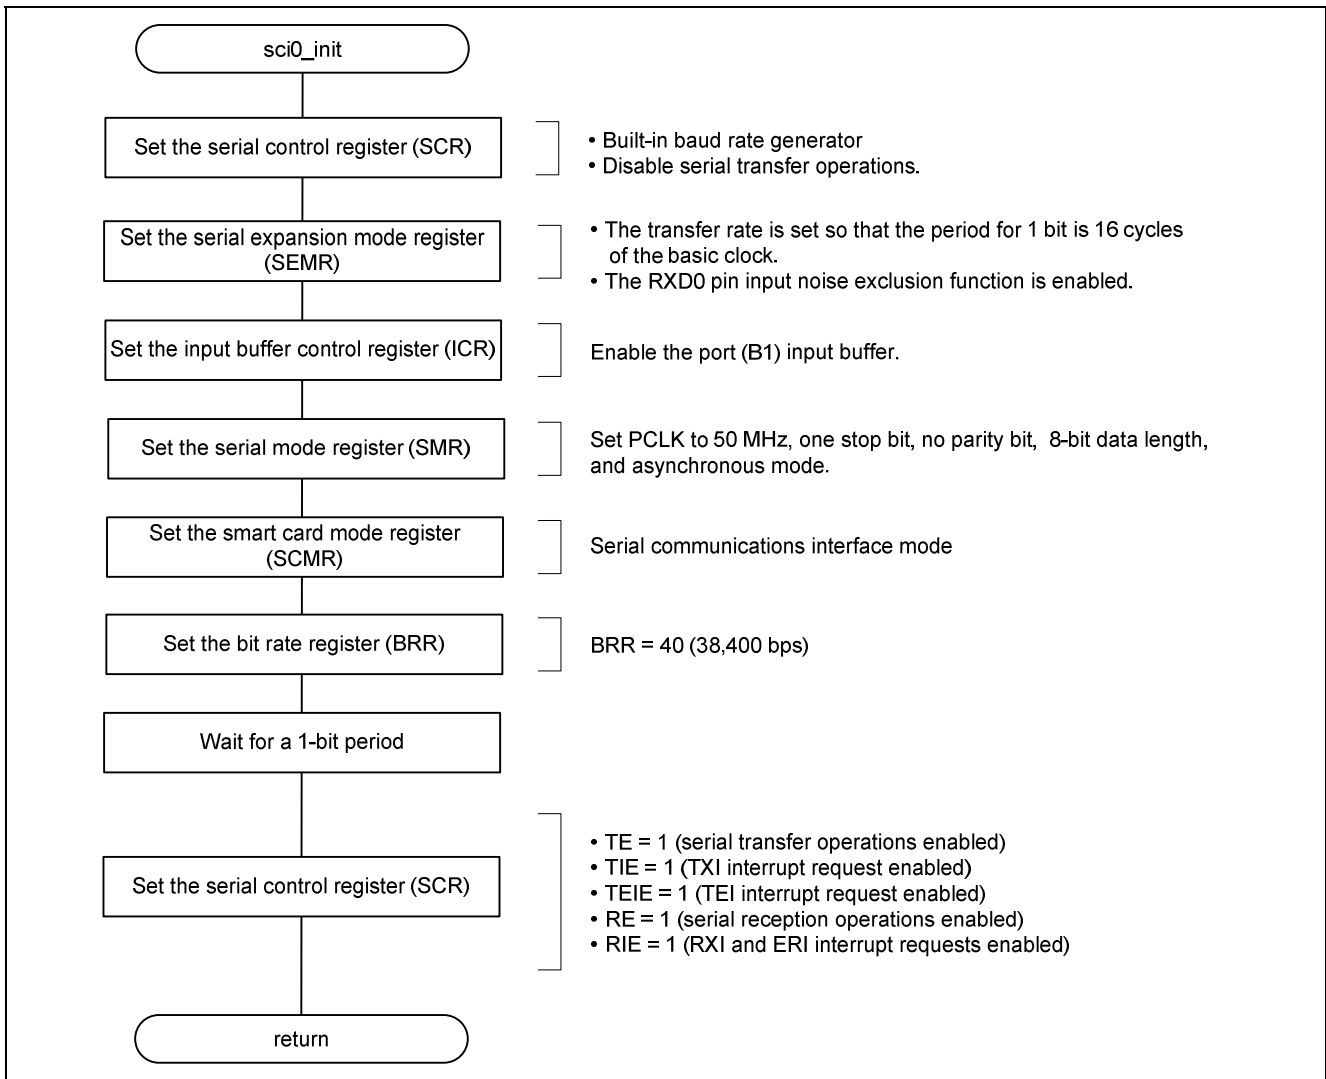 sci0_init
Set the serial control register (SCR)
• Built-in baud rate generator
• Disable serial transfer operations.
Set the serial expansion mode register
(SEMR)
• The transfer rate is set so that the period for 1 bit is 16 cycles
of the basic clock.
• The RXD0 pin input noise exclusion function is enabled.
Set the input buffer control register (ICR)
Enable the port (B1) input buffer.
Set the serial mode register (SMR)
Set PCLK to 50 MHz, one stop bit, no parity bit, 8-bit data length,
and asynchronous mode.
Set the smart card mode register
(SCMR)
Serial communications interface mode
Set the bit rate register (BRR)
BRR = 40 (38,400 bps)
Wait for a 1-bit period
Set the serial control register (SCR)
• TE = 1 (serial transfer operations enabled)
• TIE = 1 (TXI interrupt request enabled)
• TEIE = 1 (TEI interrupt request enabled)
• RE = 1 (serial reception operations enabled)
• RIE = 1 (RXI and ERI interrupt requests enabled)
return